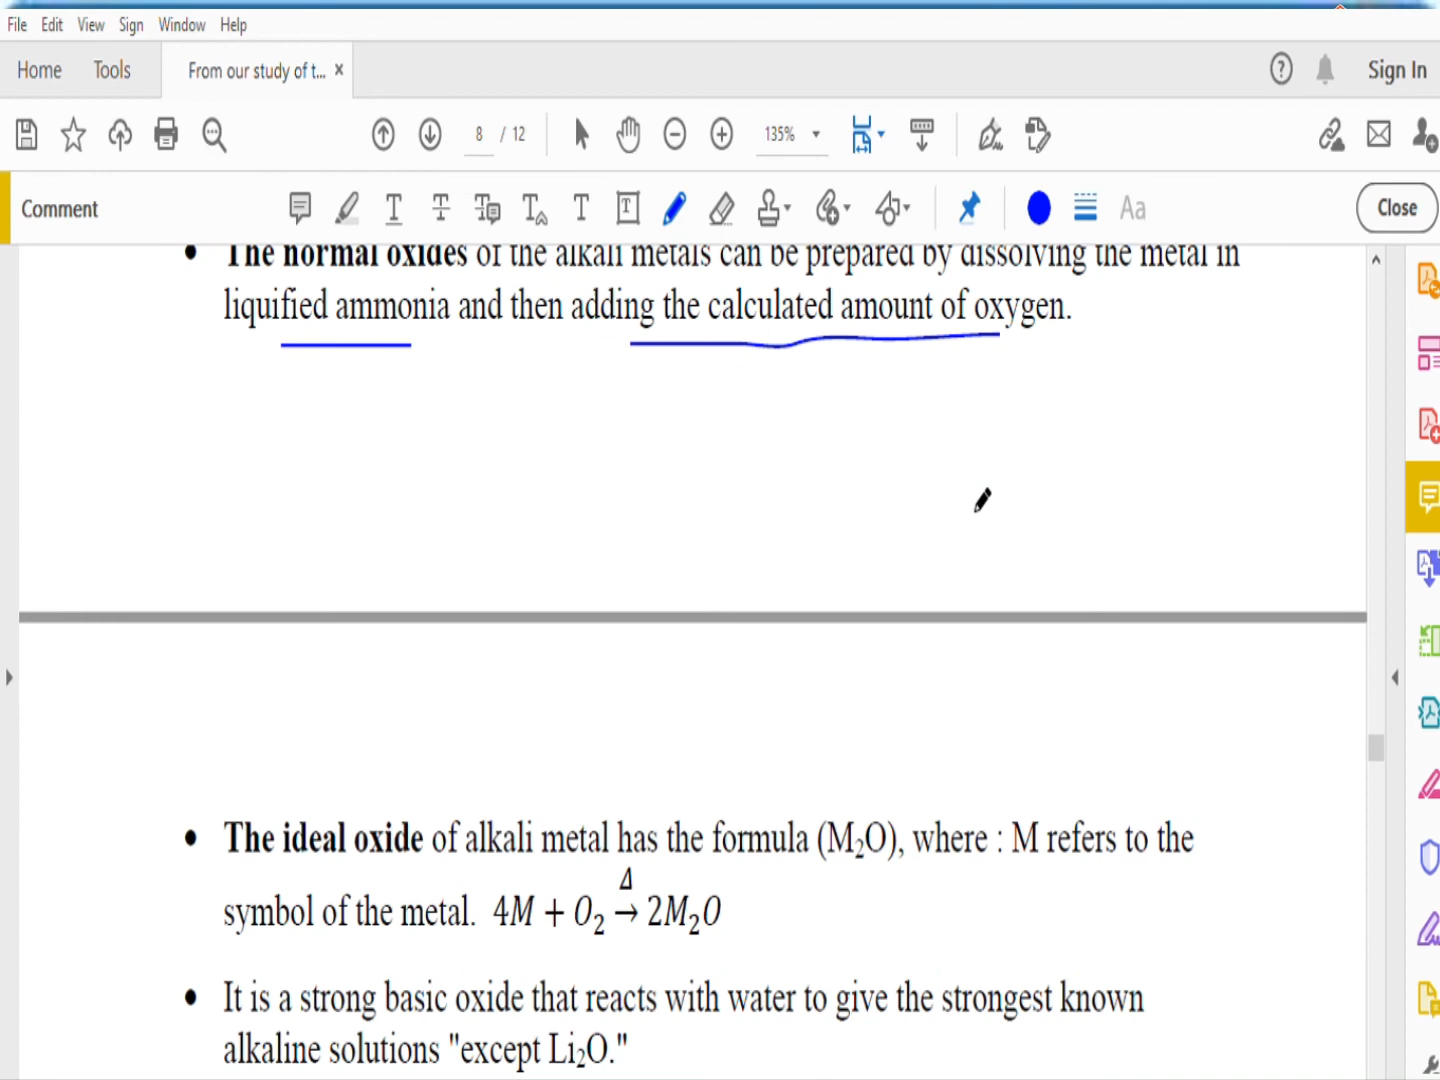 File Edit View Sign Window Help
Home Tools From our study of t... × Sign In
8 / 12 135%
Comment Aa Close
The normal oxides of the alkali metals can be prepared by dissolving the metal in
liquified ammonia and then adding the calculated amount of oxygen.
• The ideal oxide of alkali metal has the formula (M₂O), where : M refers to the
symbol of the metal. 4M + O₂ →^Δ 2M₂O
• It is a strong basic oxide that reacts with water to give the strongest known
alkaline solutions "except Li₂O."